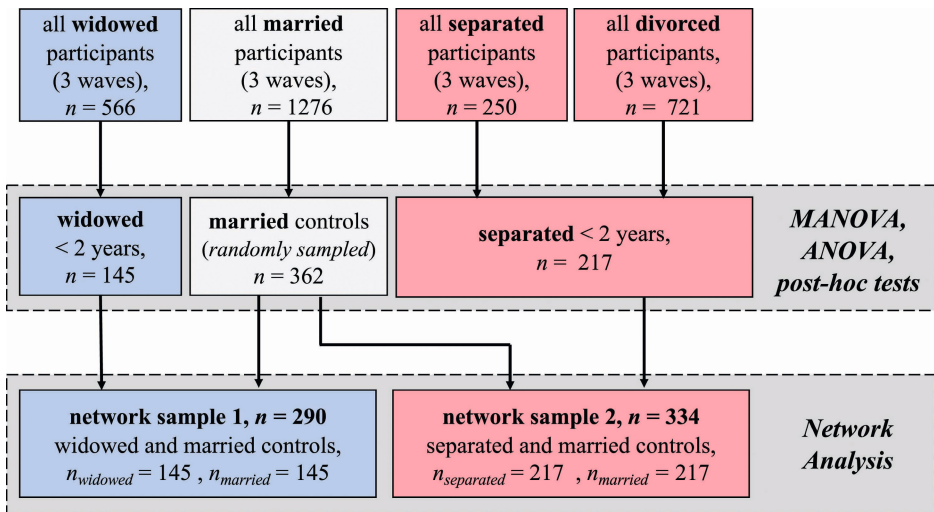 all widowed
participants
(3 waves),
n = 566
all married
participants
(3 waves),
n = 1276
all separated
participants
(3 waves),
n = 250
all divorced
participants,
(3 waves),
n = 721
widowed
< 2 years,
n = 145
married controls
(randomly sampled)
n = 362
separated < 2 years,
n = 217
MANOVA,
ANOVA,
post-hoc tests
network sample 1, n = 290
widowed and married controls,
nwidowed = 145 , nmarried = 145
network sample 2, n = 334
separated and married controls,
nseparated = 217 , nmarried = 217
Network
Analysis